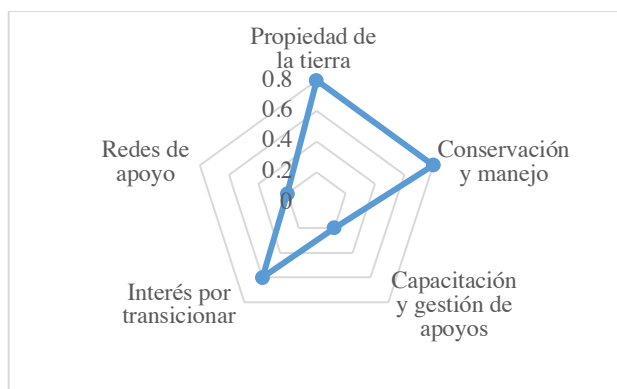 Propiedad de
la tierra
0.8
0.6
0.4
0.2
0
Conservación
y manejo
Capacitación
y gestión de
apoyos
Interés por
transicionar
Redes de
apoyo